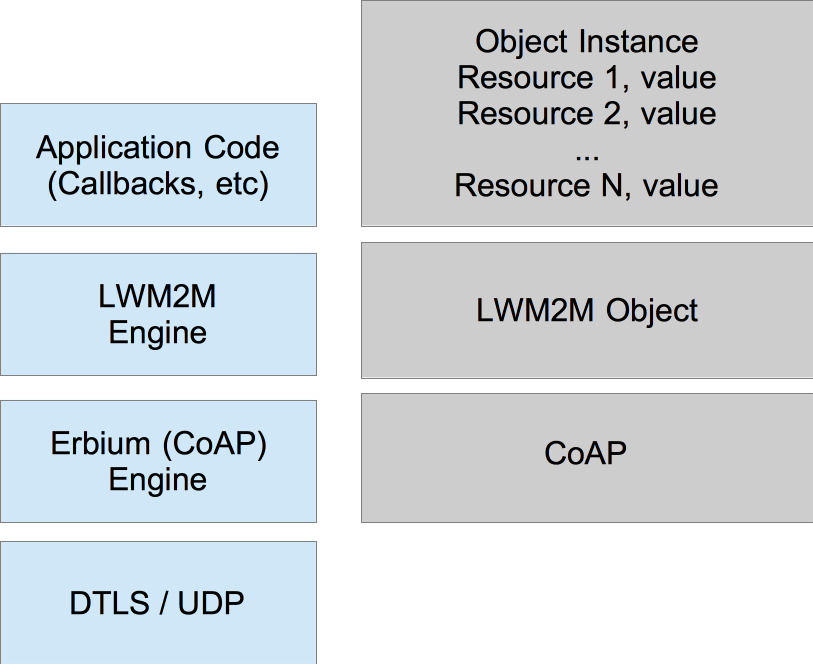 Application Code
(Callbacks, etc)
LWM2M
Engine
Erbium (CoAP)
Engine
DTLS / UDP
Object Instance
Resource 1, value
Resource 2, value
...
Resource N, value
LWM2M Object
CoAP